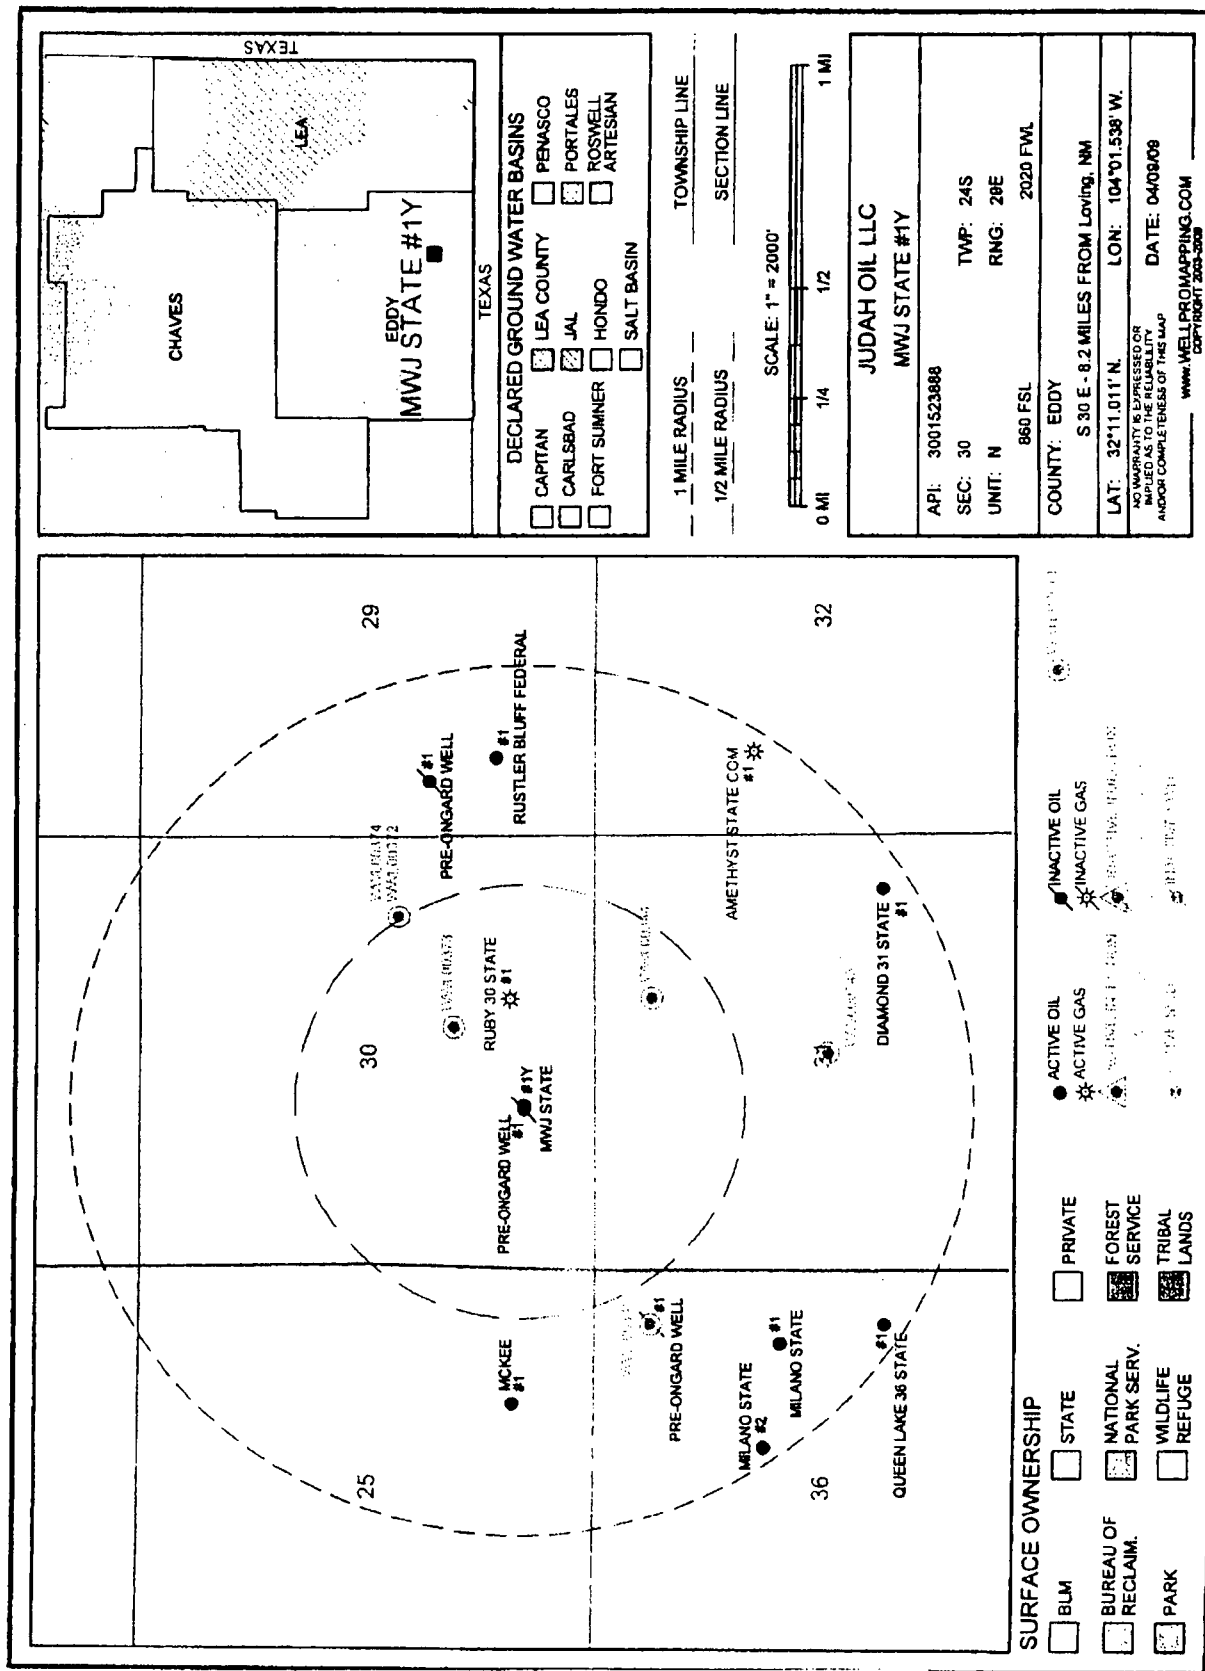 29
30
25
32
36
PRE-ONGARD WELL
#1
RUSTLER BLUFF FEDERAL
#1
RUBY 30 STATE
#1
PRE-ONGARD WELL
#1
#1Y
MWJ STATE
MCKEE
#1
PRE-ONGARD WELL
#1
AMETHYST STATE COM
#1
DIAMOND 31 STATE
#1
MILANO STATE
#2
#1
MILANO STATE
QUEEN LAKE 36 STATE
#1
SURFACE OWNERSHIP
BLM
STATE
PRIVATE
BUREAU OF
RECLAIM.
NATIONAL
PARK SERV.
FOREST
SERVICE
PARK
WILDLIFE
REFUGE
TRIBAL
LANDS
ACTIVE OIL
INACTIVE OIL
ACTIVE GAS
INACTIVE GAS
TEXAS
CHAVES
LEA
EDDY
MWJ STATE #1Y
TEXAS
DECLARED GROUND WATER BASINS
CAPITAN
LEA COUNTY
PENASCO
CARLSBAD
JAL
PORTALES
FORT SUMNER
HONDO
ROSWELL
ARTESIAN
SALT BASIN
1 MILE RADIUS
TOWNSHIP LINE
1/2 MILE RADIUS
SECTION LINE
SCALE: 1" = 2000'
0 MI
1/4
1/2
1 MI
JUDAH OIL LLC
MWJ STATE #1Y
API: 3001523888
SEC: 30 TWP: 24S
UNIT: N RNG: 28E
860 FSL 2020 FWL
COUNTY: EDDY
S 30 E - 8.2 MILES FROM Loving, NM
LAT: 32°11.011' N. LON: 104°01.538' W.
NO WARRANTY IS EXPRESSED OR
IMPLIED AS TO THE RELIABILITY
AND/OR COMPLETENESS OF THIS MAP
DATE: 04/09/09
www.WELLPROMAPPING.COM
COPYRIGHT 2003-2009